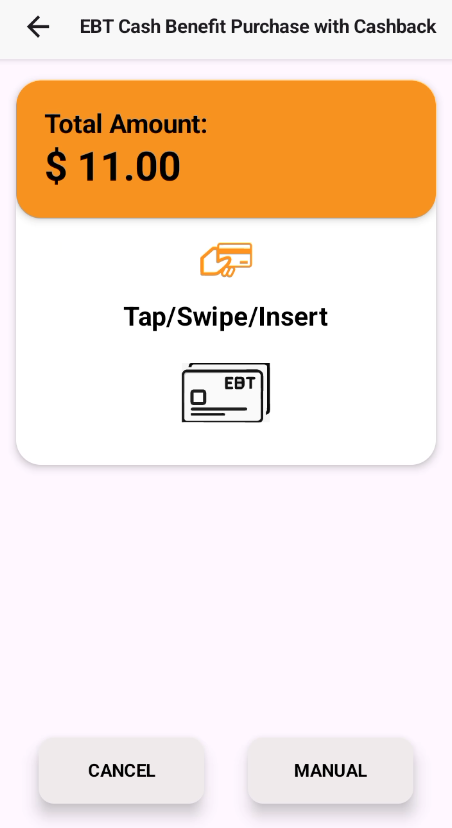 EBT Cash Benefit Purchase with Cashback
Total Amount:
$ 11.00
Tap/Swipe/Insert
EBT
CANCEL
MANUAL